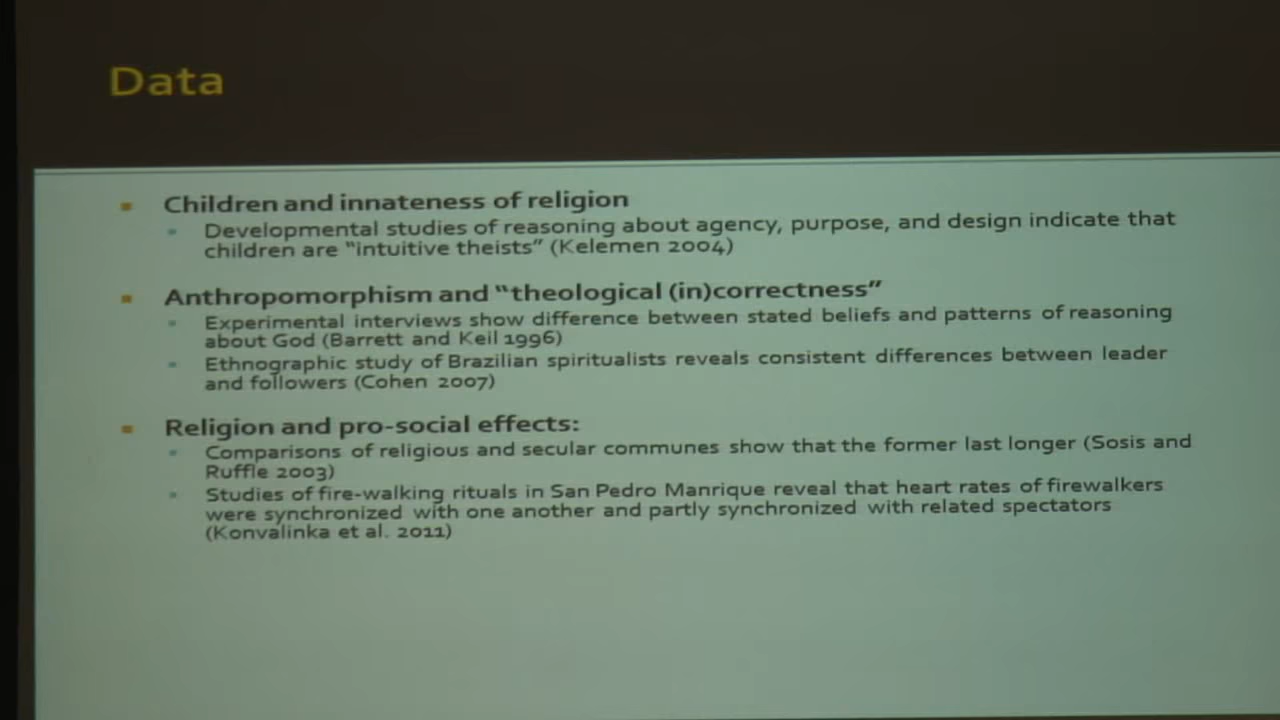 Data
Children and innateness of religion
Developmental studies of reasoning about agency, purpose, and design indicate that
children are “intuitive theists” (Kelemen 2004)
Anthropomorphism and “theological (in)correctness”
Experimental interviews show difference between stated beliefs and patterns of reasoning
about God (Barrett and Keil 1996)
Ethnographic study of Brazilian spiritualists reveals consistent differences between leader
and followers (Cohen 2007)
Religion and pro-social effects:
Comparisons of religious and secular communes show that the former last longer (Sosis and
Ruffle 2003)
Studies of fire-walking rituals in San Pedro Manrique reveal that heart rates of firewalkers
were synchronized with one another and partly synchronized with related spectators
(Konvalinka et al. 2011)